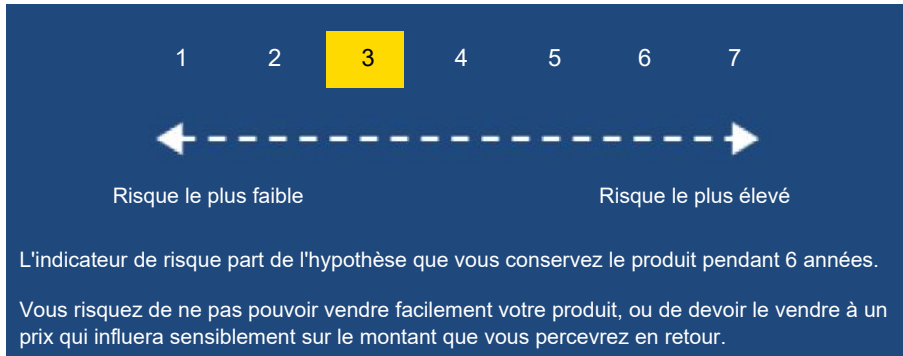 1 2 3 4 5 6 7
Risque le plus faible Risque le plus élevé
L'indicateur de risque part de l'hypothèse que vous conservez le produit pendant 6 années.
Vous risquez de ne pas pouvoir vendre facilement votre produit, ou de devoir le vendre à un
prix qui influera sensiblement sur le montant que vous percevrez en retour.